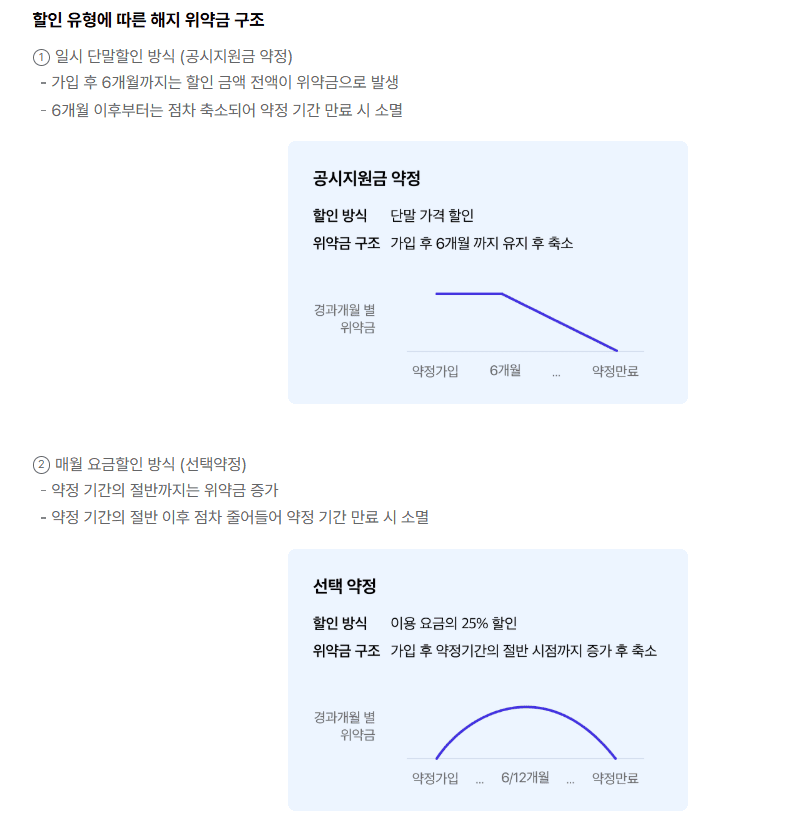 할인 유형에 따른 해지 위약금 구조
① 일시 단말할인 방식 (공시지원금 약정)
- 가입 후 6개월까지는 할인 금액 전액이 위약금으로 발생
- 6개월 이후부터는 점차 축소되어 약정 기간 만료 시 소멸
공시지원금 약정
할인 방식 단말 가격 할인
위약금 구조 가입 후 6개월 까지 유지 후 축소
경과개월 별
위약금
약정가입 6개월 ... 약정만료
② 매월 요금할인 방식 (선택약정)
- 약정 기간의 절반까지는 위약금 증가
- 약정 기간의 절반 이후 점차 줄어들어 약정 기간 만료 시 소멸
선택 약정
할인 방식 이용 요금의 25% 할인
위약금 구조 가입 후 약정기간의 절반 시점까지 증가 후 축소
경과개월 별
위약금
약정가입 ... 6/12개월 ... 약정만료